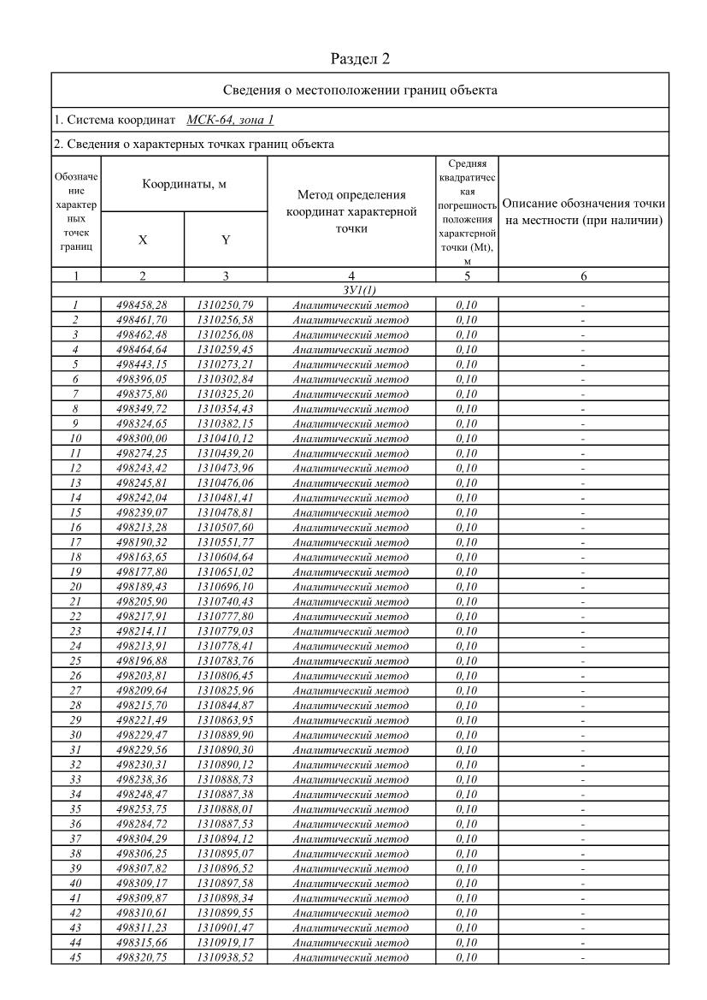 Раздел 2
Сведения о местоположении границ объекта
1. Система координат МСК-64, зона 1
2. Сведения о характерных точках границ объекта
Обозначе
ние
характер
ных
точек
границ
Координаты, м
X Y
Метод определения
координат характерной
точки
Средняя
квадратичес
кая
погрешность
положения
характерной
точки (Mt),
м
Описание обозначения точки
на местности (при наличии)
1 2 3 4 5 6
ЗУ1(1)
1 498458,28 1310250,79 Аналитический метод 0,10 -
2 498461,70 1310256,58 Аналитический метод 0,10 -
3 498462,48 1310256,08 Аналитический метод 0,10 -
4 498464,64 1310259,45 Аналитический метод 0,10 -
5 498443,15 1310273,21 Аналитический метод 0,10 -
6 498396,05 1310302,84 Аналитический метод 0,10 -
7 498375,80 1310325,20 Аналитический метод 0,10 -
8 498349,72 1310354,43 Аналитический метод 0,10 -
9 498324,65 1310382,15 Аналитический метод 0,10 -
10 498300,00 1310410,12 Аналитический метод 0,10 -
11 498274,25 1310439,20 Аналитический метод 0,10 -
12 498243,42 1310473,96 Аналитический метод 0,10 -
13 498245,81 1310476,06 Аналитический метод 0,10 -
14 498242,04 1310481,41 Аналитический метод 0,10 -
15 498239,07 1310478,81 Аналитический метод 0,10 -
16 498213,28 1310507,60 Аналитический метод 0,10 -
17 498190,32 1310551,77 Аналитический метод 0,10 -
18 498163,65 1310604,64 Аналитический метод 0,10 -
19 498177,80 1310651,02 Аналитический метод 0,10 -
20 498189,43 1310696,10 Аналитический метод 0,10 -
21 498205,90 1310740,43 Аналитический метод 0,10 -
22 498217,91 1310777,80 Аналитический метод 0,10 -
23 498214,11 1310779,03 Аналитический метод 0,10 -
24 498213,91 1310778,41 Аналитический метод 0,10 -
25 498196,88 1310783,76 Аналитический метод 0,10 -
26 498203,81 1310806,45 Аналитический метод 0,10 -
27 498209,64 1310825,96 Аналитический метод 0,10 -
28 498215,70 1310844,87 Аналитический метод 0,10 -
29 498221,49 1310863,95 Аналитический метод 0,10 -
30 498229,47 1310889,90 Аналитический метод 0,10 -
31 498229,56 1310890,30 Аналитический метод 0,10 -
32 498230,31 1310890,12 Аналитический метод 0,10 -
33 498238,36 1310888,73 Аналитический метод 0,10 -
34 498248,47 1310887,38 Аналитический метод 0,10 -
35 498253,75 1310888,01 Аналитический метод 0,10 -
36 498284,72 1310887,53 Аналитический метод 0,10 -
37 498304,29 1310894,12 Аналитический метод 0,10 -
38 498306,25 1310895,07 Аналитический метод 0,10 -
39 498307,82 1310896,52 Аналитический метод 0,10 -
40 498309,17 1310897,58 Аналитический метод 0,10 -
41 498309,87 1310898,34 Аналитический метод 0,10 -
42 498310,61 1310899,55 Аналитический метод 0,10 -
43 498311,23 1310901,47 Аналитический метод 0,10 -
44 498315,66 1310919,17 Аналитический метод 0,10 -
45 498320,75 1310938,52 Аналитический метод 0,10 -